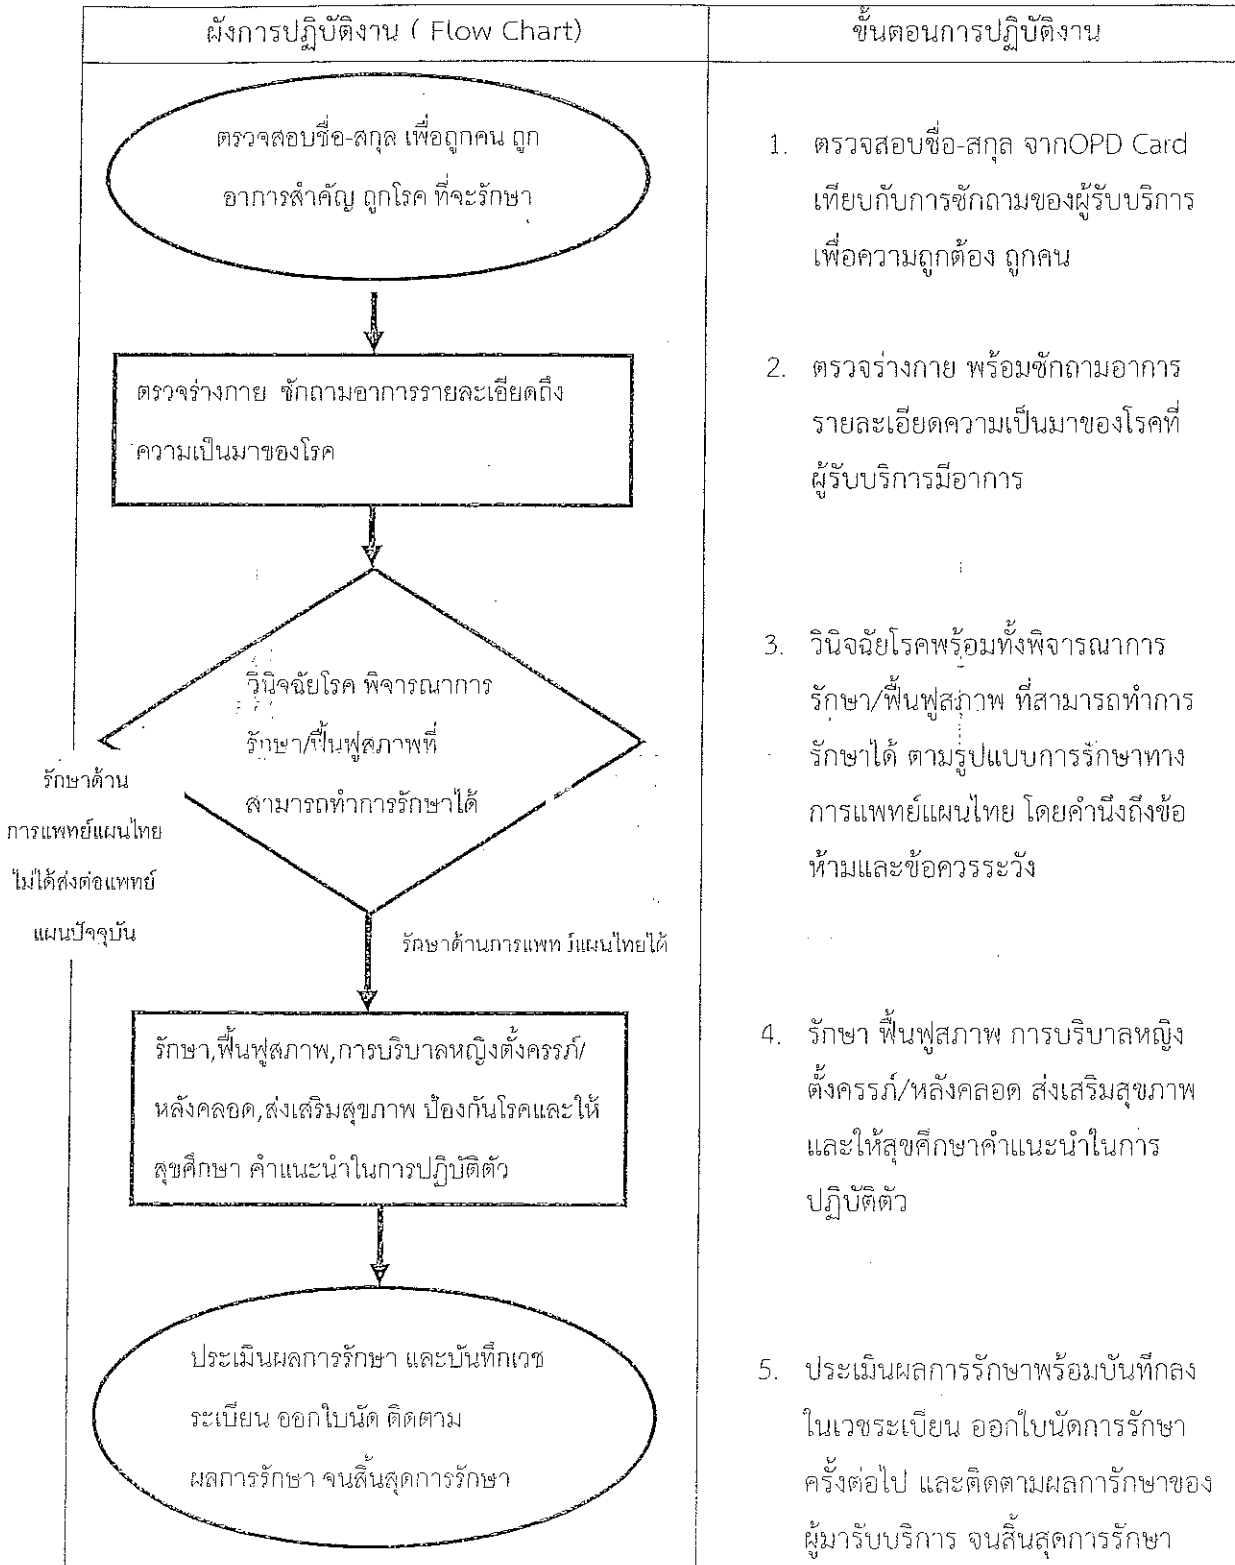 ผังการปฏิบัติงาน ( Flow Chart)
ขั้นตอนการปฏิบัติงาน
ตรวจสอบชื่อ-สกุล เพื่อถูกคน ถูก
อาการสำคัญ ถูกโรค ที่จะรักษา
1. ตรวจสอบชื่อ-สกุล จากOPD Card
เทียบกับการซักถามของผู้รับบริการ
เพื่อความถูกต้อง ถูกคน
ตรวจร่างกาย ซักถามอาการรายละเอียดถึง
ความเป็นมาของโรค
2. ตรวจร่างกาย พร้อมซักถามอาการ
รายละเอียดความเป็นมาของโรคที่
ผู้รับบริการมีอาการ
วินิจฉัยโรค พิจารณาการ
รักษา/ฟื้นฟูสภาพที่
สามารถทำการรักษาได้
3. วินิจฉัยโรคพร้อมทั้งพิจารณาการ
รักษา/ฟื้นฟูสภาพ ที่สามารถทำการ
รักษาได้ ตามรูปแบบการรักษาทาง
การแพทย์แผนไทย โดยคำนึงถึงข้อ
ห้ามและข้อควรระวัง
รักษาด้าน
การแพทย์แผนไทย
ไม่ได้ส่งต่อแพทย์
แผนปัจจุบัน
รักษาด้านการแพทย์แผนไทยได้
รักษา,ฟื้นฟูสภาพ,การบริบาลหญิงตั้งครรภ์/
หลังคลอด,ส่งเสริมสุขภาพ ป้องกันโรคและให้
สุขศึกษา คำแนะนำในการปฏิบัติตัว
4. รักษา ฟื้นฟูสภาพ การบริบาลหญิง
ตั้งครรภ์/หลังคลอด ส่งเสริมสุขภาพ
และให้สุขศึกษาคำแนะนำในการ
ปฏิบัติตัว
ประเมินผลการรักษา และบันทึกเวช
ระเบียน ออกใบนัด ติดตาม
ผลการรักษา จนสิ้นสุดการรักษา
5. ประเมินผลการรักษาพร้อมบันทึกลง
ในเวชระเบียน ออกใบนัดการรักษา
ครั้งต่อไป และติดตามผลการักษาของ
ผู้มารับบริการ จนสิ้นสุดการรักษา